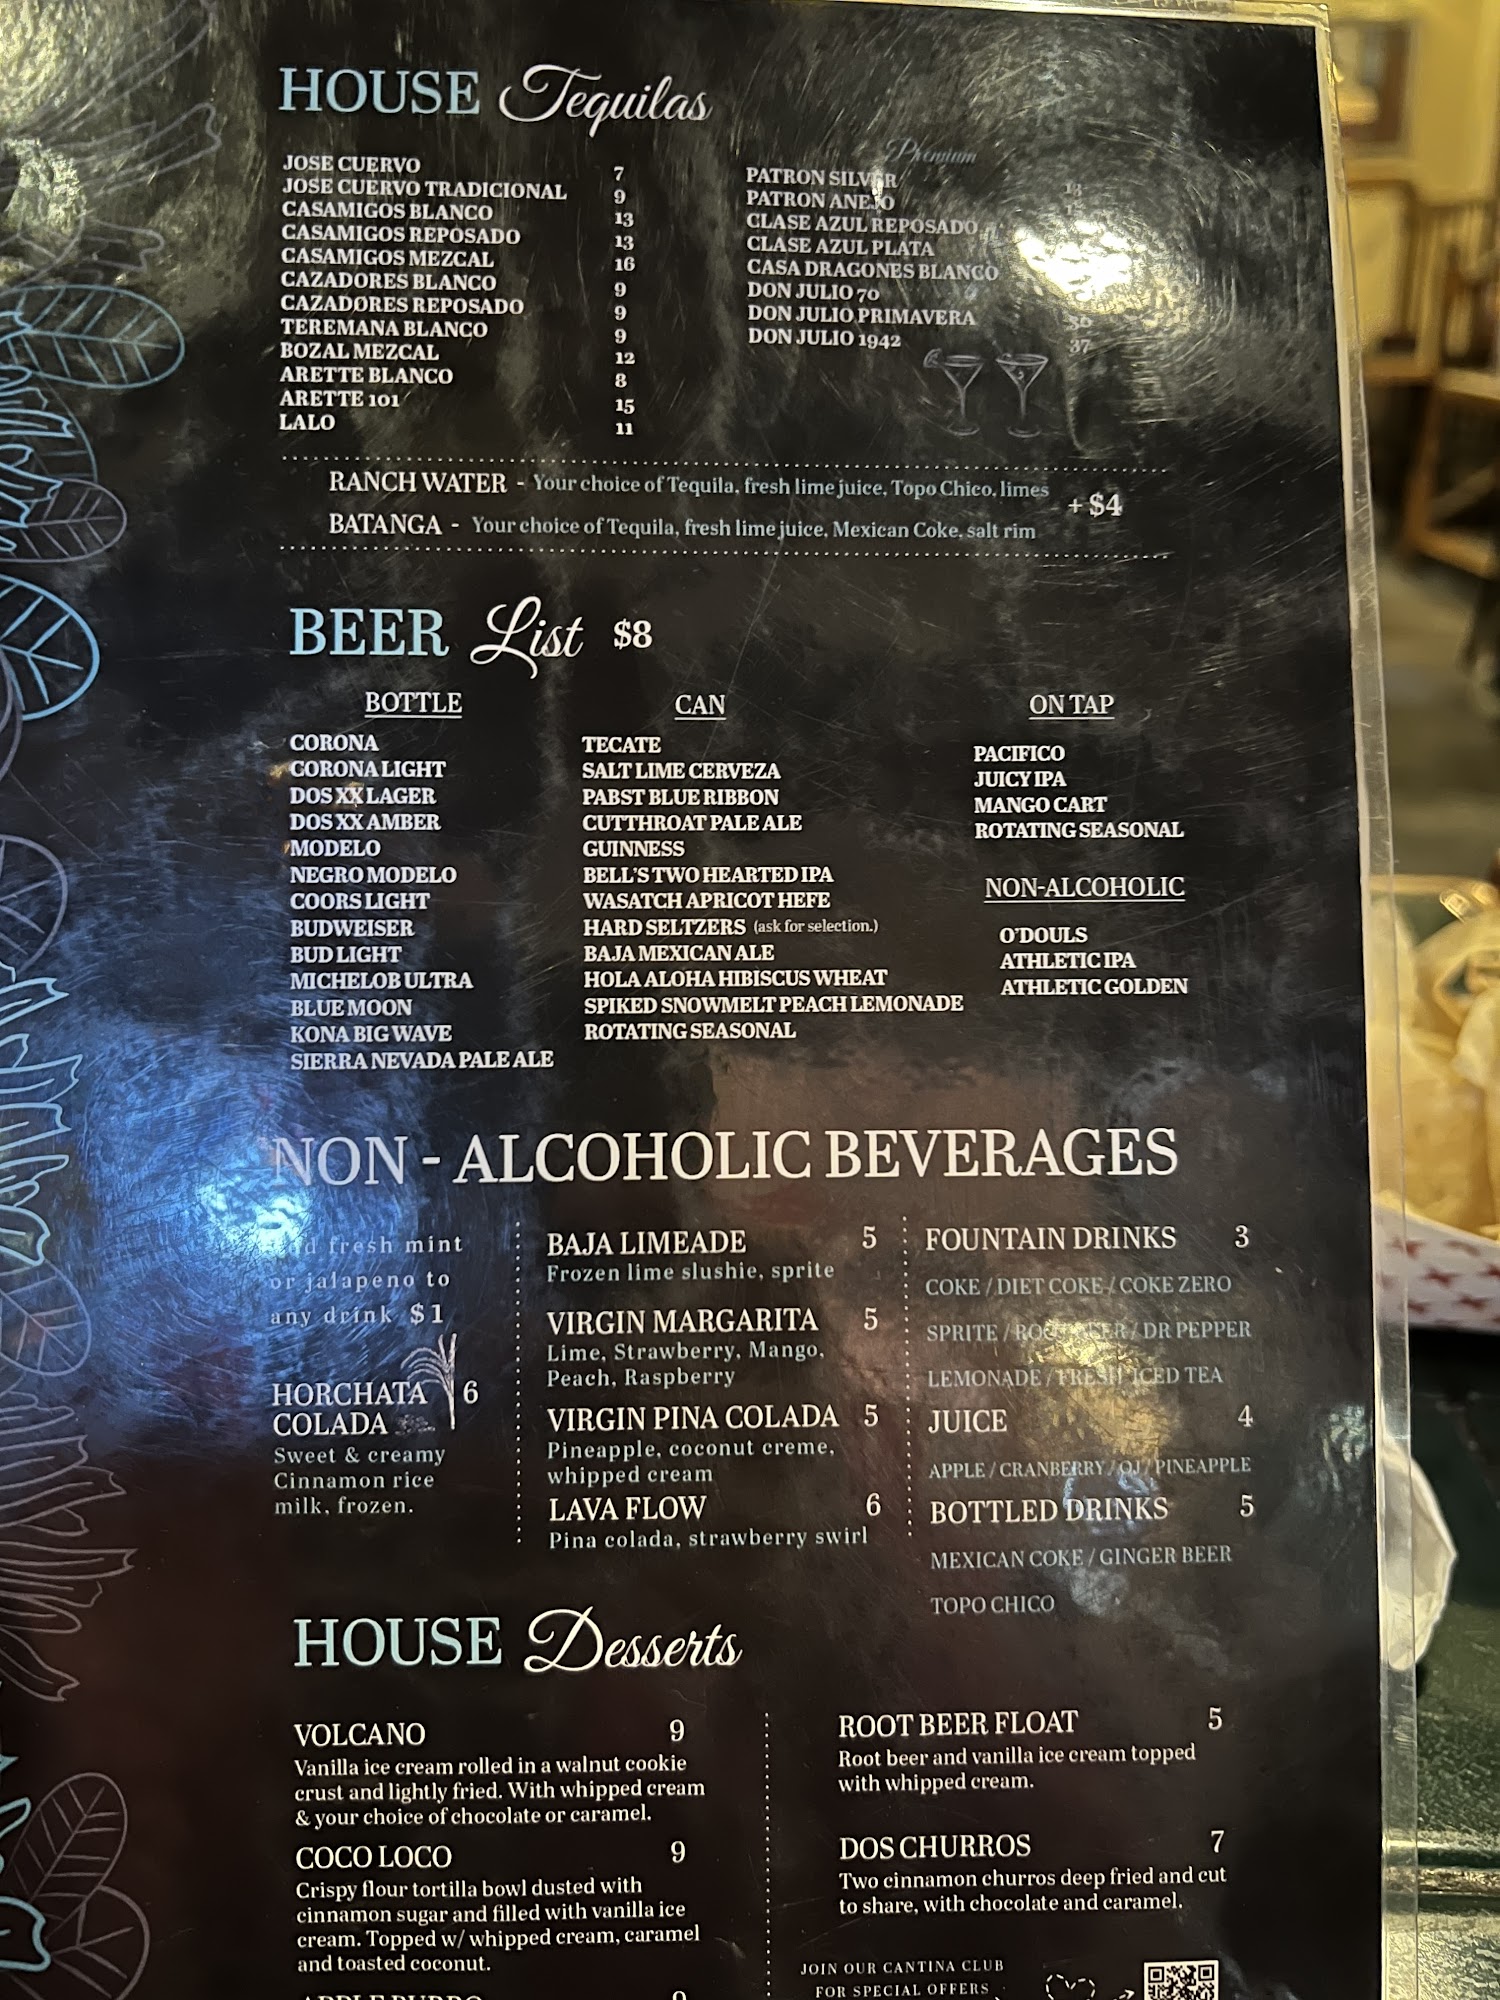 HOUSE Tequilas
JOSE CUERVO 7
JOSE CUERVO TRADICIONAL 9
CASAMIGOS BLANCO 13
CASAMIGOS REPOSADO 13
CASAMIGOS MEZCAL 16
CAZADORES BLANCO 9
CAZADORES REPOSADO 9
TEREMANA BLANCO 9
BOZAL MEZCAL 12
ARETTE BLANCO 8
ARETTE 101 15
LALO 11
Premium
PATRON SILVER
PATRON ANEJO
CLASE AZUL REPOSADO
CLASE AZUL PLATA
CASA DRAGONES BLANCO
DON JULIO 70
DON JULIO PRIMAVERA
DON JULIO 1942 37
RANCH WATER - Your choice of Tequila, fresh lime juice, Topo Chico, limes
+ $4
BATANGA - Your choice of Tequila, fresh lime juice, Mexican Coke, salt rim
BEER List $8
BOTTLE
CORONA
CORONA LIGHT
DOS XX LAGER
DOS XX AMBER
MODELO
NEGRO MODELO
COORS LIGHT
BUDWEISER
BUD LIGHT
MICHELOB ULTRA
BLUE MOON
KONA BIG WAVE
SIERRA NEVADA PALE ALE
CAN
TECATE
SALT LIME CERVEZA
PABST BLUE RIBBON
CUTTHROAT PALE ALE
GUINNESS
BELL'S TWO HEARTED IPA
WASATCH APRICOT HEFE
HARD SELTZERS (ask for selection.)
BAJA MEXICAN ALE
HOLA ALOHA HIBISCUS WHEAT
SPIKED SNOWMELT PEACH LEMONADE
ROTATING SEASONAL
ON TAP
PACIFICO
JUICY IPA
MANGO CART
ROTATING SEASONAL
NON-ALCOHOLIC
O'DOULS
ATHLETIC IPA
ATHLETIC GOLDEN
NON - ALCOHOLIC BEVERAGES
fresh mint
or jalapeno to
any drink $1
HORCHATA 6
COLADA
Sweet & creamy
Cinnamon rice
milk, frozen.
BAJA LIMEADE 5
Frozen lime slushie, sprite
VIRGIN MARGARITA 5
Lime, Strawberry, Mango,
Peach, Raspberry
VIRGIN PINA COLADA 5
Pineapple, coconut creme,
whipped cream
LAVA FLOW 6
Pina colada, strawberry swirl
FOUNTAIN DRINKS 3
COKE / DIET COKE / COKE ZERO
SPRITE / ROOT BEER / DR PEPPER
LEMONADE / FRESH ICED TEA
JUICE 4
APPLE / CRANBERRY / OJ / PINEAPPLE
BOTTLED DRINKS 5
MEXICAN COKE / GINGER BEER
TOPO CHICO
HOUSE Desserts
VOLCANO 9
Vanilla ice cream rolled in a walnut cookie
crust and lightly fried. With whipped cream
& your choice of chocolate or caramel.
COCO LOCO 9
Crispy flour tortilla bowl dusted with
cinnamon sugar and filled with vanilla ice
cream. Topped w/ whipped cream, caramel
and toasted coconut.
ROOT BEER FLOAT 5
Root beer and vanilla ice cream topped
with whipped cream.
DOS CHURROS 7
Two cinnamon churros deep fried and cut
to share, with chocolate and caramel.
JOIN OUR CANTINA CLUB
FOR SPECIAL OFFERS